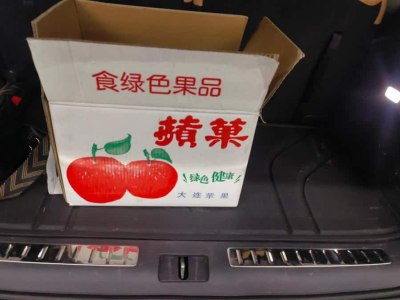 食绿色果品
蘋菓
绿色 健康
大连苹果